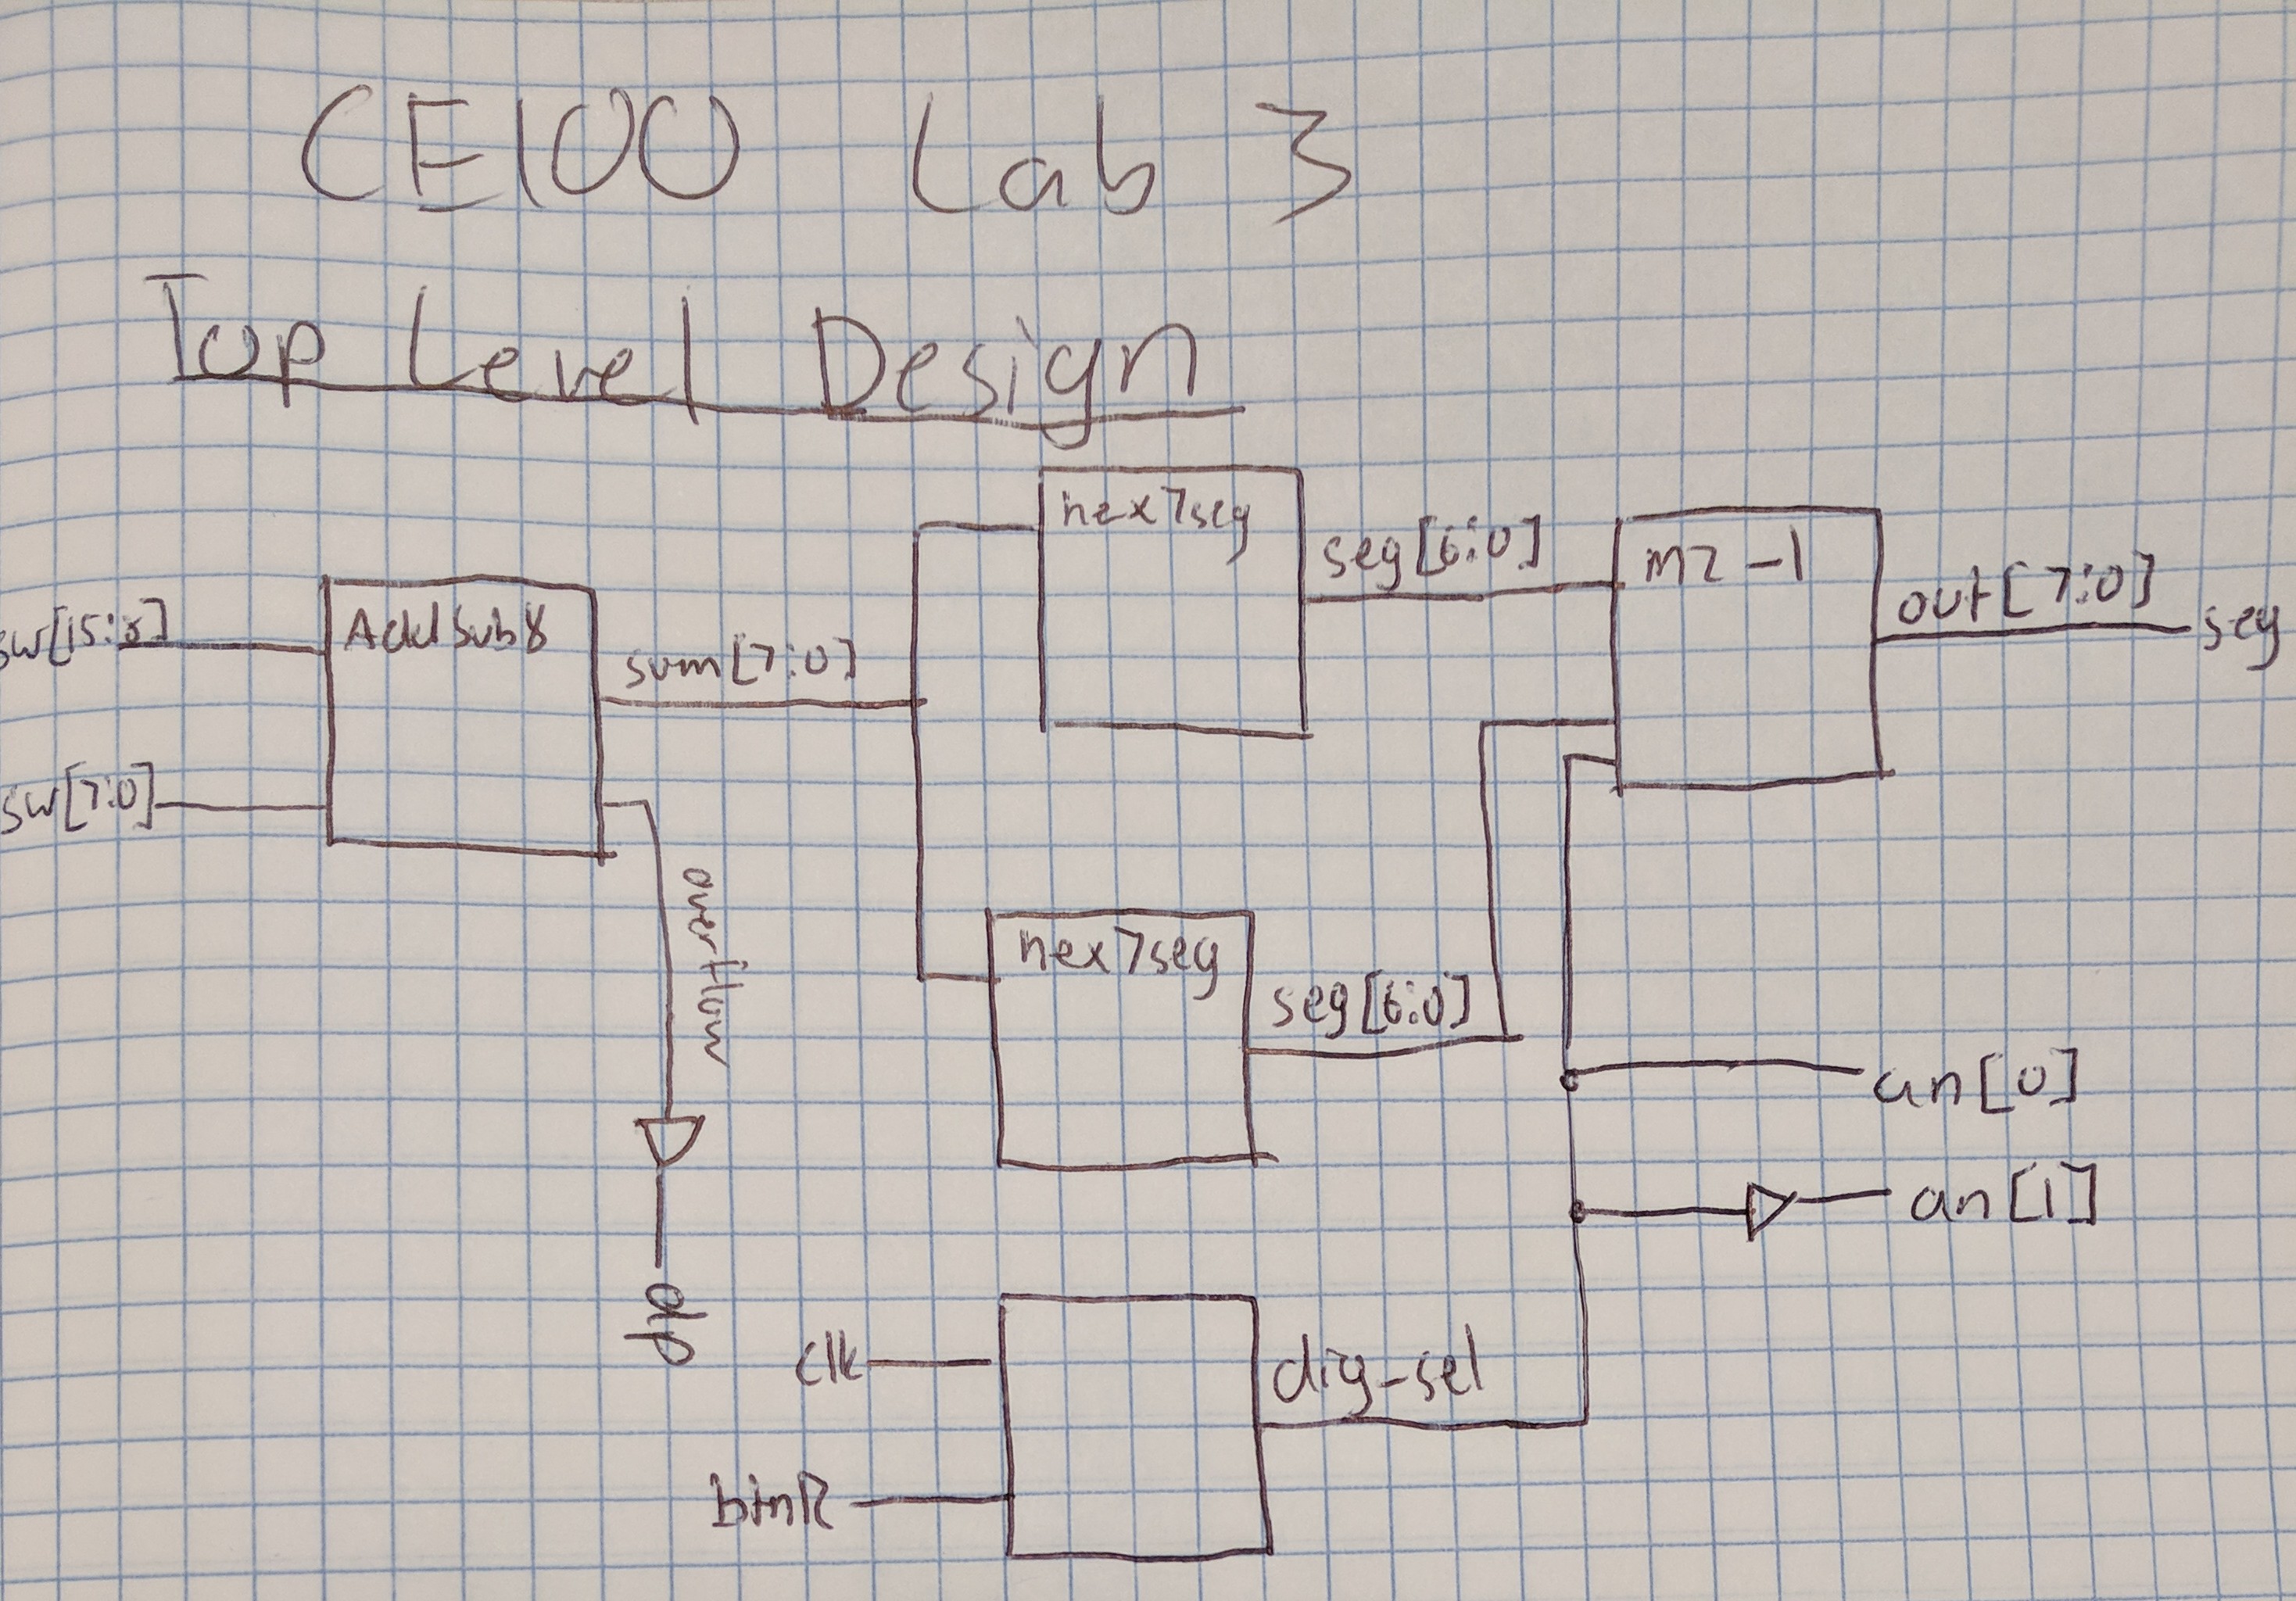 CE100 Lab 3
Top Level Design
hex7seg
seg[6:0]
m2-1
out[7:0]
seg
sw[15:8]
AddSub8
sum[7:0]
sw[7:0]
overflow
hex7seg
seg[6:0]
an[0]
an[1]
dp
clk
dig-sel
btnR